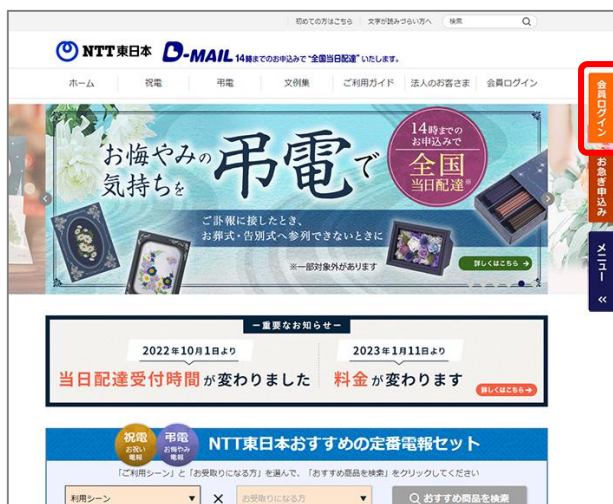 初めての方はこちら 文字が読みづらい方へ 検索
NTT東日本 D-MAIL 14時までのお申込みで“全国当日配達”いたします。
ホーム 祝電 弔電 文例集 ご利用ガイド 法人のお客さま 会員ログイン
会員ログイン
お急ぎ申込み
メニュー
14時までの
お申込みで
全国
当日配達※
お悔やみの
気持ちを
弔電で
ご訃報に接したとき、
お葬式・告別式へ参列できないときに
※一部対象外があります
詳しくはこちら→
ー重要なお知らせー
2022年10月1日より
当日配達受付時間が変わりました
2023年1月11日より
料金が変わります
詳しくはこちら→
祝電
お祝い
電報
弔電
お悔やみ
電報
NTT東日本おすすめの定番電報セット
「ご利用シーン」と「お受取りになる方」を選んで、「おすすめ商品を検索」をクリックしてください
利用シーン ▼ × お受取りになる方 ▼ おすすめ商品を検索